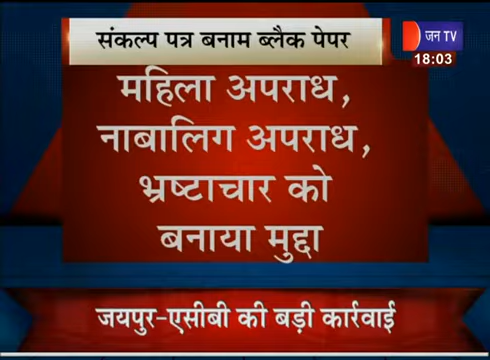 संकल्प पत्र बनाम ब्लैक पेपर
जन TV
18:03
महिला अपराध,
नाबालिग अपराध,
भ्रष्टाचार को
बनाया मुद्दा
जयपुर-एसीबी की बड़ी कार्रवाई